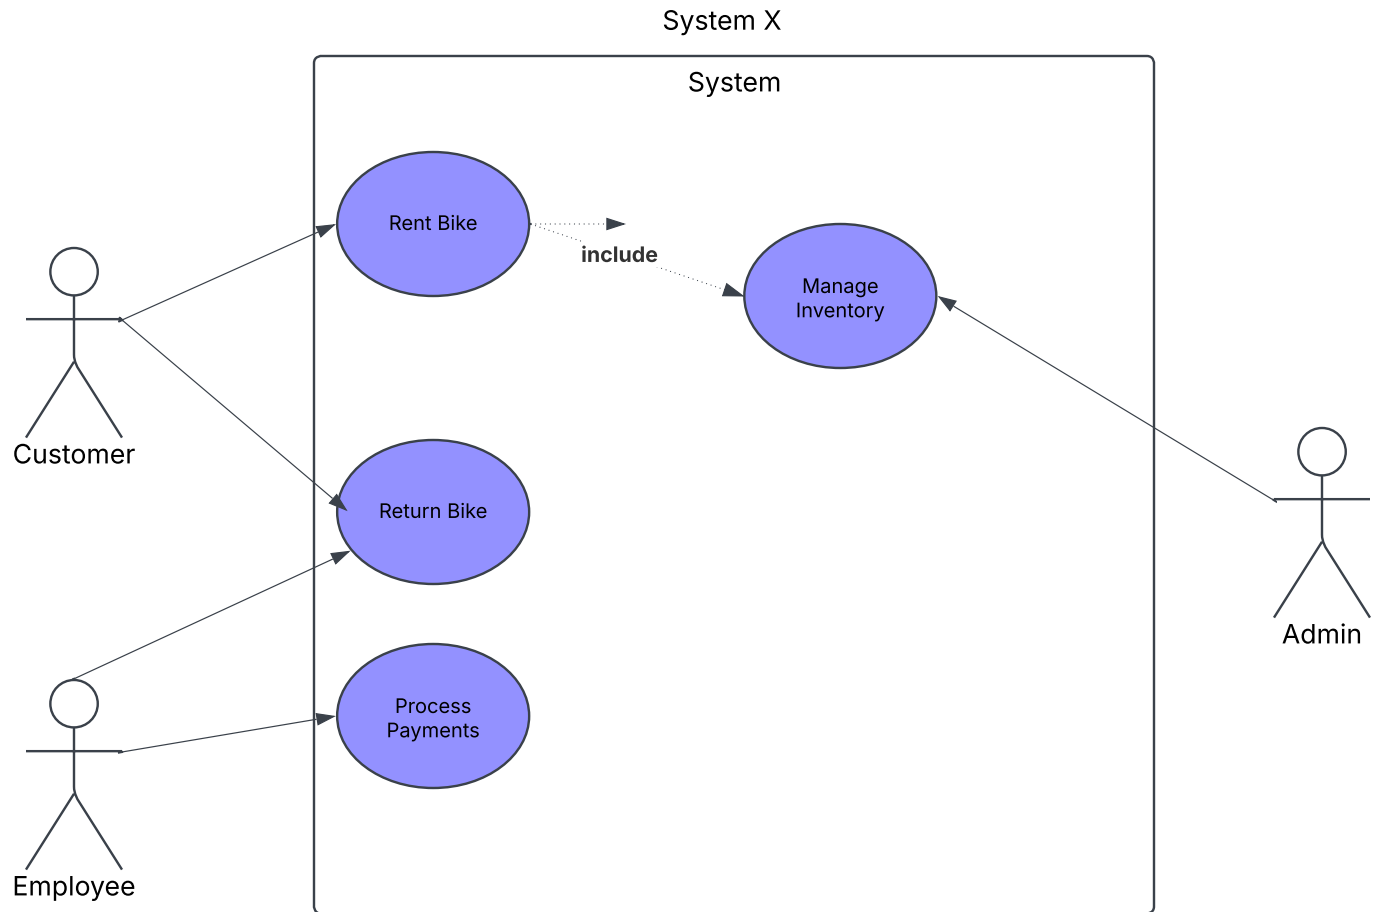 System X
System
Rent Bike
include
Manage
Inventory
Customer
Return Bike
Admin
Process
Payments
Employee